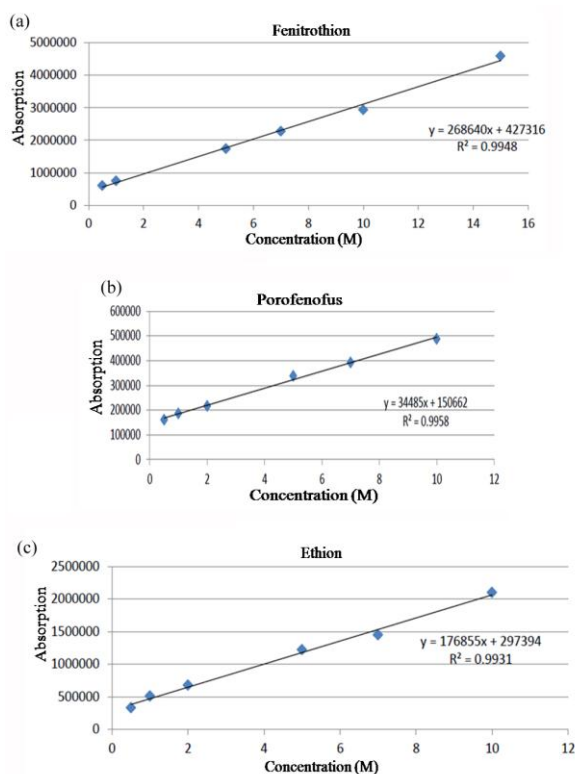 (a)
Fenitrothion
5000000
4000000
3000000
2000000
1000000
0
Absorption
y = 268640x + 427316
R² = 0.9948
0 2 4 6 8 10 12 14 16
Concentration (M)
(b)
Porofenofus
600000
500000
400000
300000
200000
100000
0
Absorption
y = 34485x + 150662
R² = 0.9958
0 2 4 6 8 10 12
Concentration (M)
(c)
Ethion
2500000
2000000
1500000
1000000
500000
0
Absorption
y = 176855x + 297394
R² = 0.9931
0 2 4 6 8 10 12
Concentration (M)